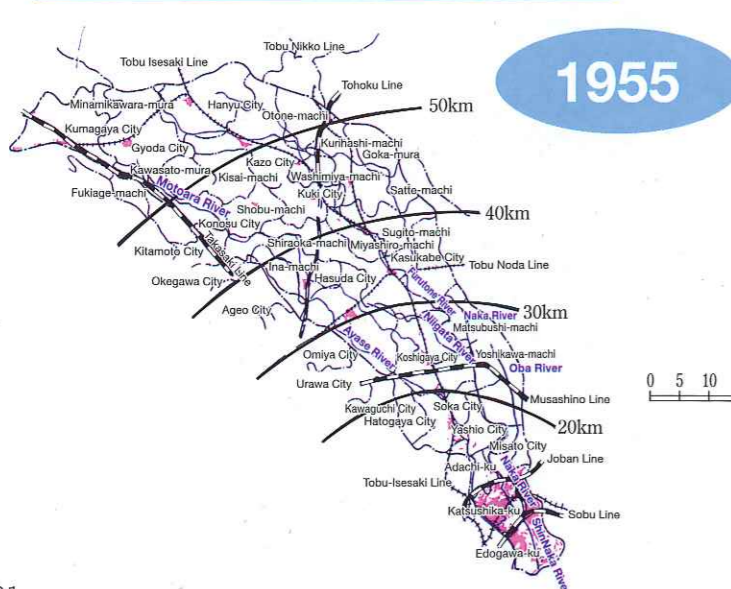 Tobu Nikko Line
Tobu Isesaki Line
1955
Tohoku Line
50km
Minamikawara-mura
Hanyu City
Otone-machi
Kumagaya City
Kurihashi-machi
Gyoda City
Goka-mura
Kazo City
Kawasato-mura
Kisai-machi
Washimiya-machi
Fukiage-machi
Motoara River
Kuki City
Satte-machi
Shobu-machi
40km
Konosu City
Sugito-machi
Takasaki Line
Shiraoka-machi
Miyashiro-machi
Kitamoto City
Kasukabe City
Ina-machi
Tobu Noda Line
Okegawa City
Hasuda City
Furutone River
Ageo City
30km
Naka River
Niigata River
Matsubushi-machi
Ayase River
Omiya City
Koshigaya City
Yoshikawa-machi
Oba River
Urawa City
0 5 10
Musashino Line
Kawaguchi City
Soka City
Hatogaya City
20km
Yashio City
Misato City
Adachi-ku
Joban Line
Tobu-Isesaki Line
Naka River
Katsushika-ku
Sobu Line
ShinNaka River
Edogawa-ku